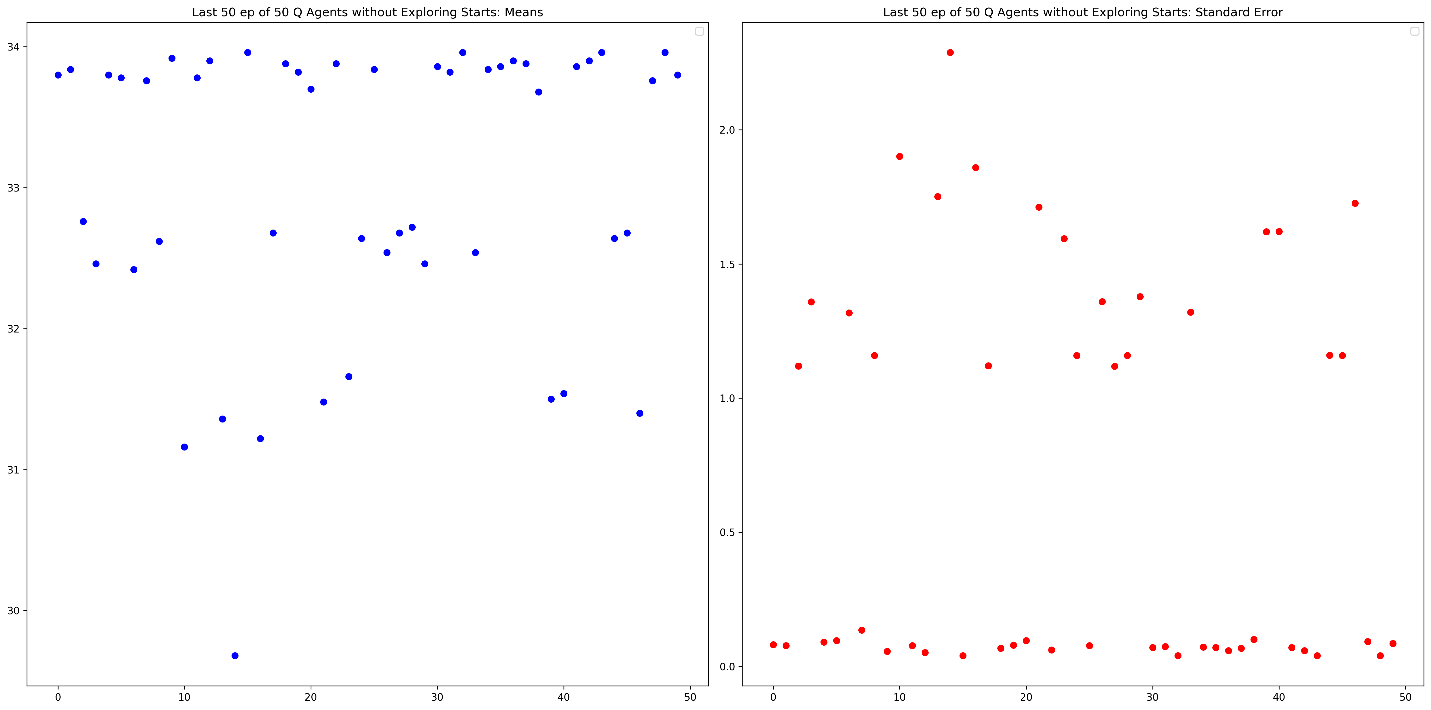 Last 50 ep of 50 Q Agents without Exploring Starts: Means
34
33
32
31
30
0 10 20 30 40 50
Last 50 ep of 50 Q Agents without Exploring Starts: Standard Error
2.0
1.5
1.0
0.5
0.0
0 10 20 30 40 50